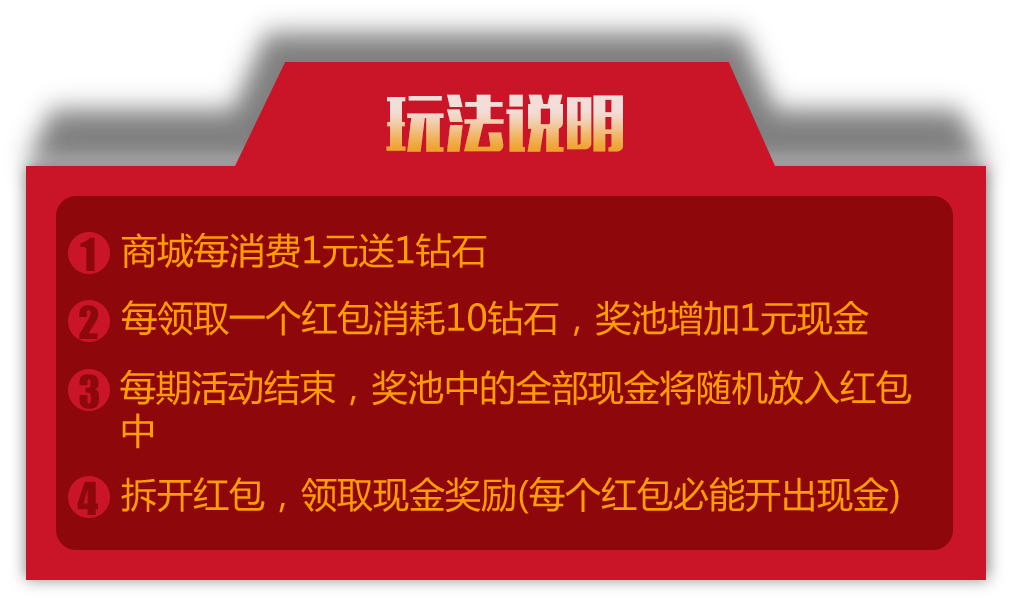 玩法说明
1 商城每消费1元送1钻石
2 每领取一个红包消耗10钻石，奖池增加1元现金
3 每期活动结束，奖池中的全部现金将随机放入红包
中
4 拆开红包，领取现金奖励(每个红包必能开出现金)